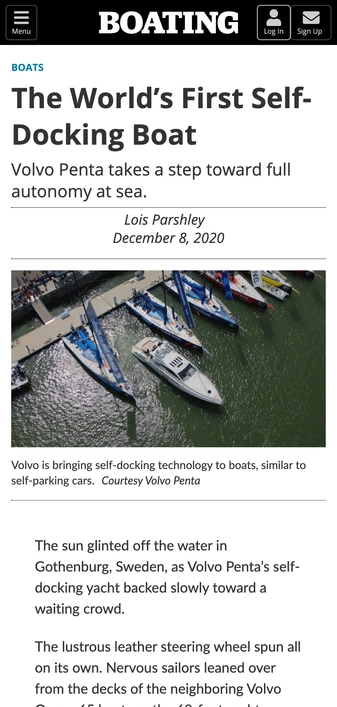 BOATING
Menu
Log In
Sign Up
BOATS
The World’s First Self-
Docking Boat
Volvo Penta takes a step toward full
autonomy at sea.
Lois Parshley
December 8, 2020
Volvo is bringing self-docking technology to boats, similar to
self-parking cars. Courtesy Volvo Penta
The sun glinted off the water in
Gothenburg, Sweden, as Volvo Penta’s self-
docking yacht backed slowly toward a
waiting crowd.
The lustrous leather steering wheel spun all
on its own. Nervous sailors leaned over
from the decks of the neighboring Volvo